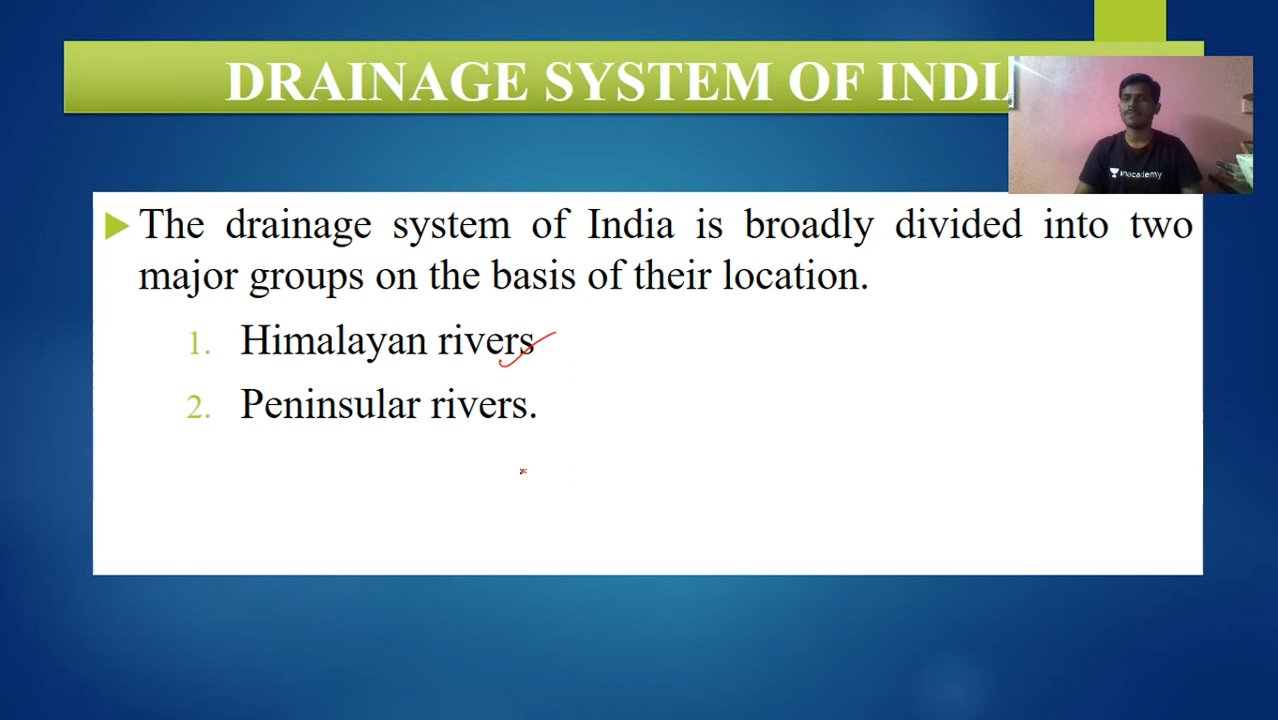 DRAINAGE SYSTEM OF INDI
unacademy
The drainage system of India is broadly divided into two
major groups on the basis of their location.
1. Himalayan rivers
2. Peninsular rivers.